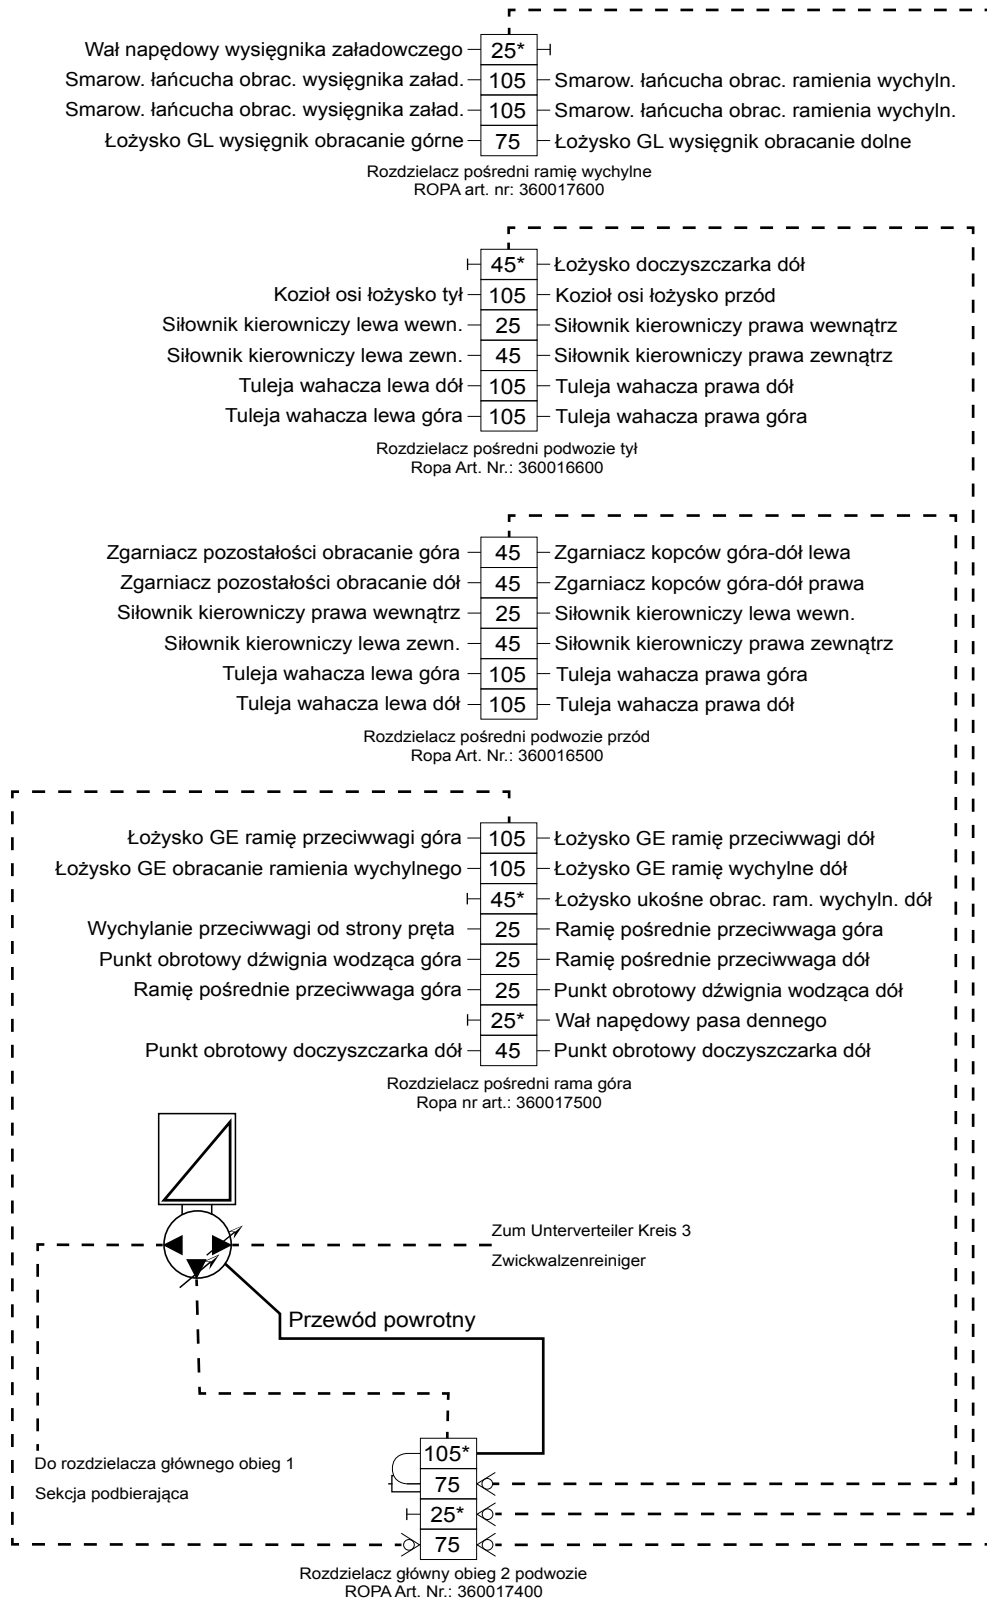 Wał napędowy wysięgnika załadowczego 25*
Smarow. łańcucha obrac. wysięgnika załad. 105 Smarow. łańcucha obrac. ramienia wychyln.
Smarow. łańcucha obrac. wysięgnika załad. 105 Smarow. łańcucha obrac. ramienia wychyln.
Łożysko GL wysięgnik obracanie górne 75 Łożysko GL wysięgnik obracanie dolne
Rozdzielacz pośredni ramię wychylne
ROPA art. nr: 360017600
45* Łożysko doczyszczarka dół
Kozioł osi łożysko tył 105 Kozioł osi łożysko przód
Siłownik kierowniczy lewa wewn. 25 Siłownik kierowniczy prawa wewnątrz
Siłownik kierowniczy lewa zewn. 45 Siłownik kierowniczy prawa zewnątrz
Tuleja wahacza lewa dół 105 Tuleja wahacza prawa dół
Tuleja wahacza lewa góra 105 Tuleja wahacza prawa góra
Rozdzielacz pośredni podwozie tył
Ropa Art. Nr.: 360016600
Zgarniacz pozostałości obracanie góra 45 Zgarniacz kopców góra-dół lewa
Zgarniacz pozostałości obracanie dół 45 Zgarniacz kopców góra-dół prawa
Siłownik kierowniczy prawa wewnątrz 25 Siłownik kierowniczy lewa wewn.
Siłownik kierowniczy lewa zewn. 45 Siłownik kierowniczy prawa zewnątrz
Tuleja wahacza lewa góra 105 Tuleja wahacza prawa góra
Tuleja wahacza lewa dół 105 Tuleja wahacza prawa dół
Rozdzielacz pośredni podwozie przód
Ropa Art. Nr.: 360016500
Łożysko GE ramię przeciwwagi góra 105 Łożysko GE ramię przeciwwagi dół
Łożysko GE obracanie ramienia wychylnego 105 Łożysko GE ramię wychylne dół
45* Łożysko ukośne obrac. ram. wychyln. dół
Wychylanie przeciwwagi od strony pręta 25 Ramię pośrednie przeciwwaga góra
Punkt obrotowy dźwignia wodząca góra 25 Ramię pośrednie przeciwwaga dół
Ramię pośrednie przeciwwaga góra 25 Punkt obrotowy dźwignia wodząca dół
25* Wał napędowy pasa dennego
Punkt obrotowy doczyszczarka dół 45 Punkt obrotowy doczyszczarka dół
Rozdzielacz pośredni rama góra
Ropa nr art.: 360017500
Zum Unterverteiler Kreis 3
Zwickwalzenreiniger
Przewód powrotny
Do rozdzielacza głównego obieg 1
Sekcja podbierająca
105*
75
25*
75
Rozdzielacz główny obieg 2 podwozie
ROPA Art. Nr.: 360017400